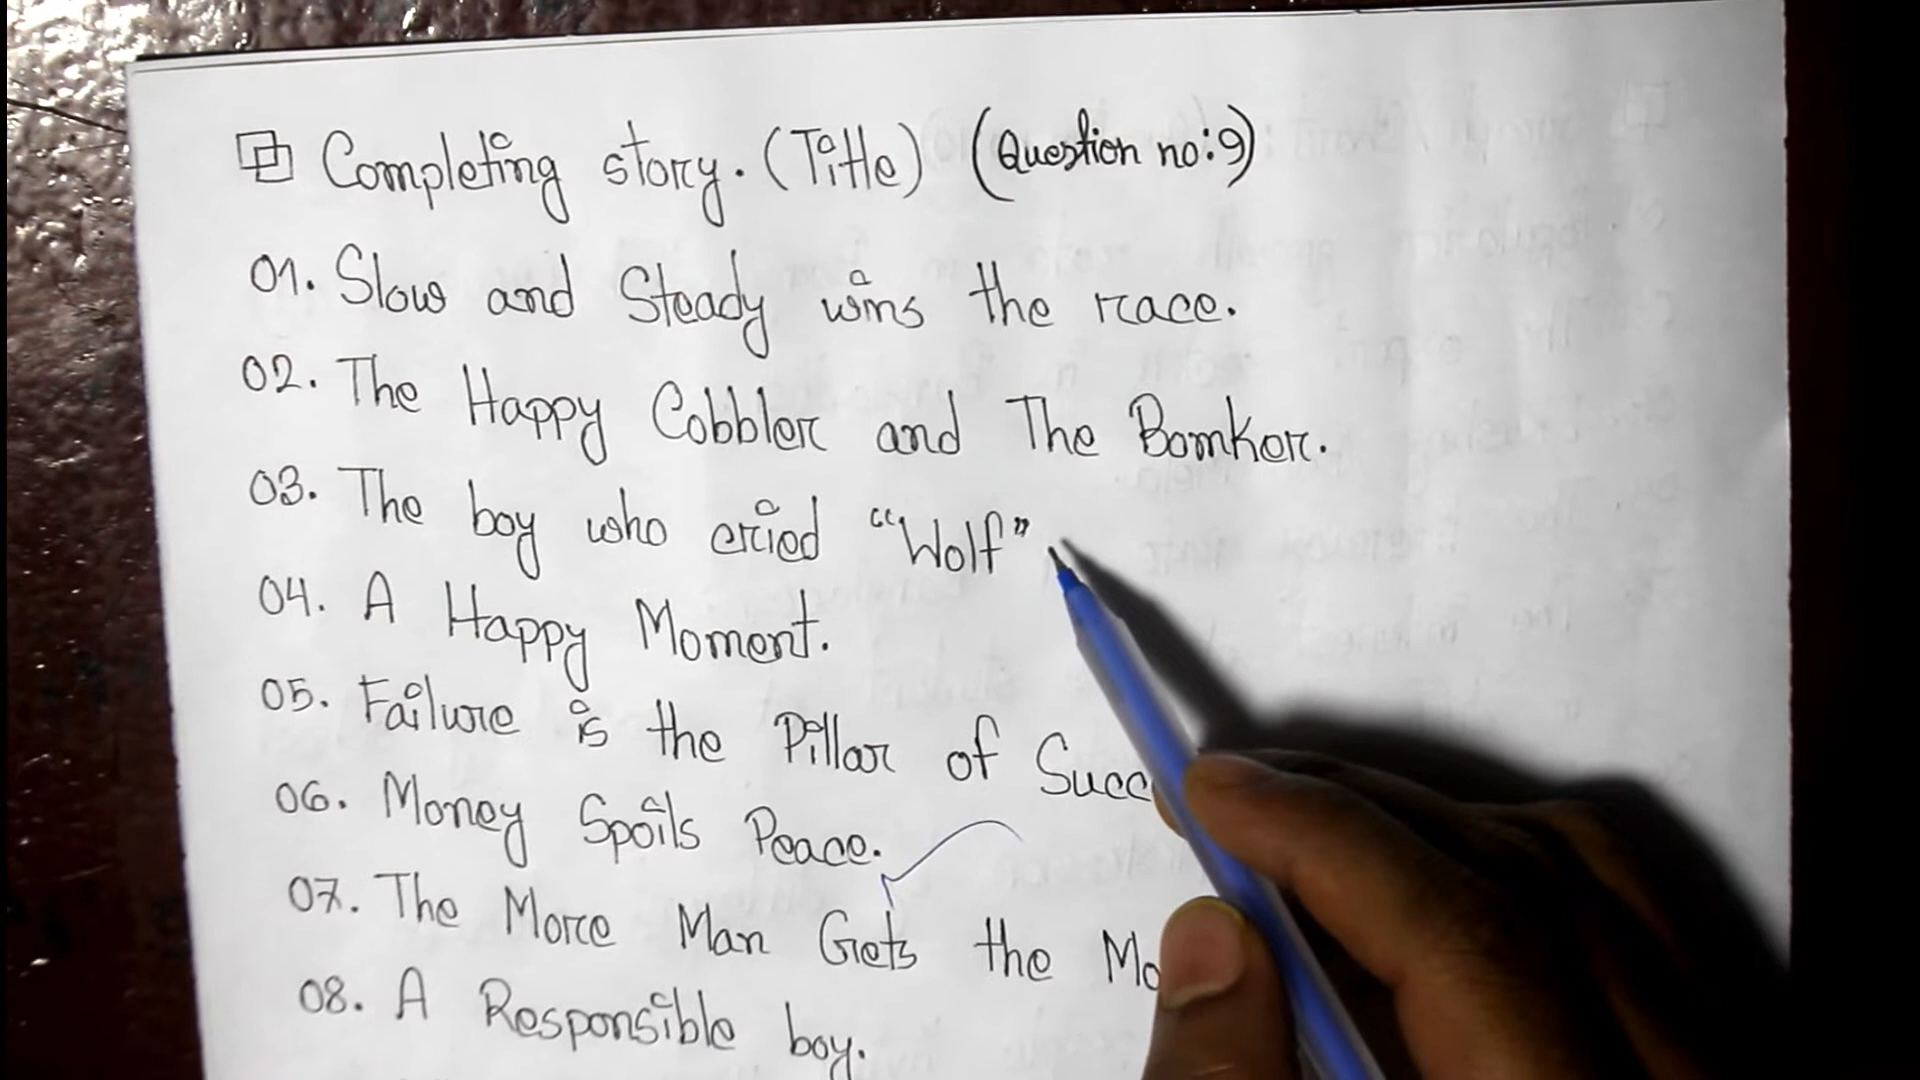 Completing story. (Title) (Question no:9)
01. Slow and Steady wins the race.
02. The Happy Cobbler and The Banker.
03. The boy who cried “Wolf”
04. A Happy Moment.
05. Failure is the Pillar of Succ
06. Money Spoils Peace.
07. The More Man Gets the Mo
08. A Responsible boy.